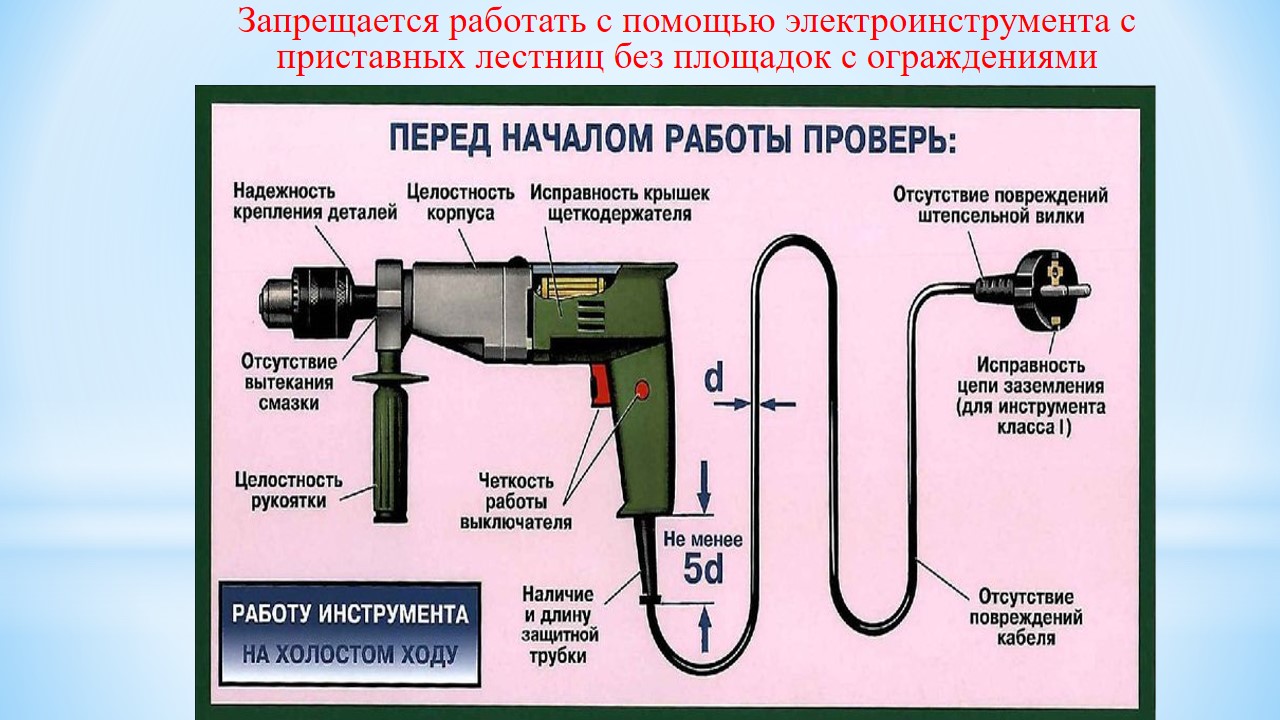 Запрещается работать с помощью электроинструмента с
приставных лестниц без площадок с ограждениями
ПЕРЕД НАЧАЛОМ РАБОТЫ ПРОВЕРЬ:
Надежность
крепления деталей
Целостность
корпуса
Исправность крышек
щеткодержателя
Отсутствие повреждений
штепсельной вилки
Отсутствие
вытекания
смазки
d
Исправность
цепи заземления
(для инструмента
класса I)
Целостность
рукоятки
Четкость
работы
выключателя
Не менее
5d
Наличие
и длину
защитной
трубки
Отсутствие
повреждений
кабеля
РАБОТУ ИНСТРУМЕНТА
НА ХОЛОСТОМ ХОДУ